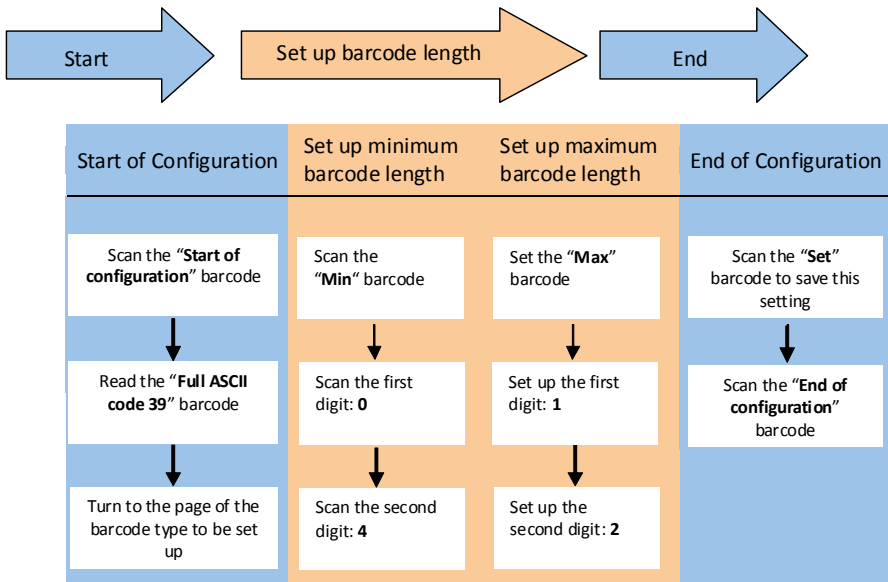 Start
Set up barcode length
End
Start of Configuration
Set up minimum
barcode length
Set up maximum
barcode length
End of Configuration
Scan the “Start of
configuration” barcode
Read the “Full ASCII
code 39” barcode
Turn to the page of the
barcode type to be set
up
Scan the
“Min“ barcode
Scan the first
digit: 0
Scan the second
digit: 4
Set the “Max”
barcode
Set up the first
digit: 1
Set up the
second digit: 2
Scan the “Set”
barcode to save this
setting
Scan the “End of
configuration”
barcode